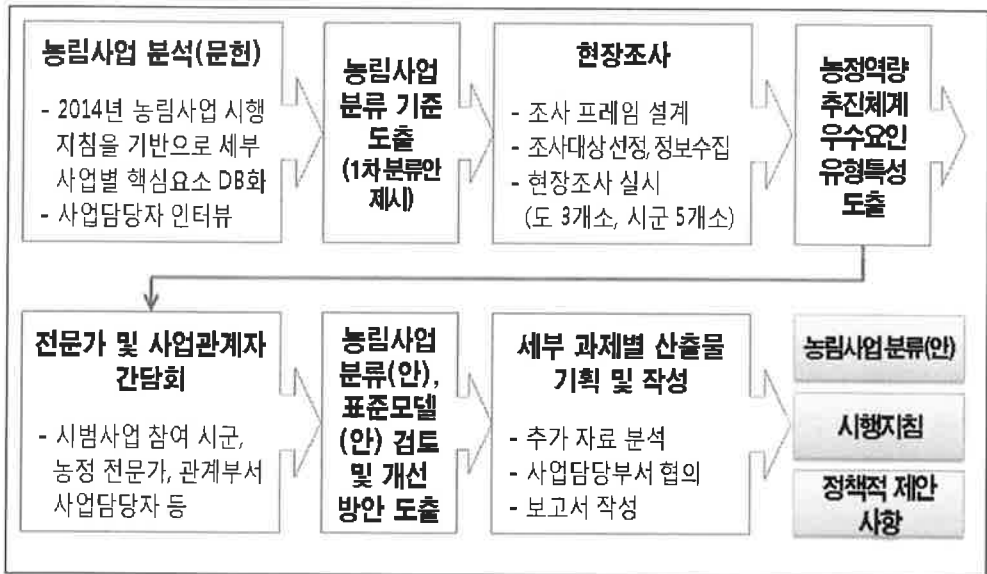 농림사업 분석(문헌)
- 2014년 농림사업 시행
지침을 기반으로 세부
사업별 핵심요소 DB화
- 사업담당자 인터뷰
농림사업
분류 기준
도출
(1차 분류안
제시)
현장조사
- 조사 프레임 설계
- 조사대상 선정, 정보수집
- 현장조사 실시
(도 3개소, 시군 5개소)
농정역량
추진체계
우수요인
유형특성
도출
전문가 및 사업관계자
간담회
- 시범사업 참여 시군,
농정 전문가, 관계부서
사업담당자 등
농림사업
분류(안),
표준모델
(안) 검토
및 개선
방안 도출
세부 과제별 산출물
기획 및 작성
- 추가 자료 분석
- 사업담당부서 협의
- 보고서 작성
농림사업 분류(안)
시행지침
정책적 제안
사항